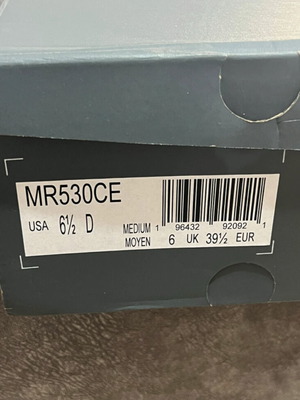 MR530CE
USA 6½ D MEDIUM 1 96432 92092 1
MOYEN 6 UK 39½ EUR